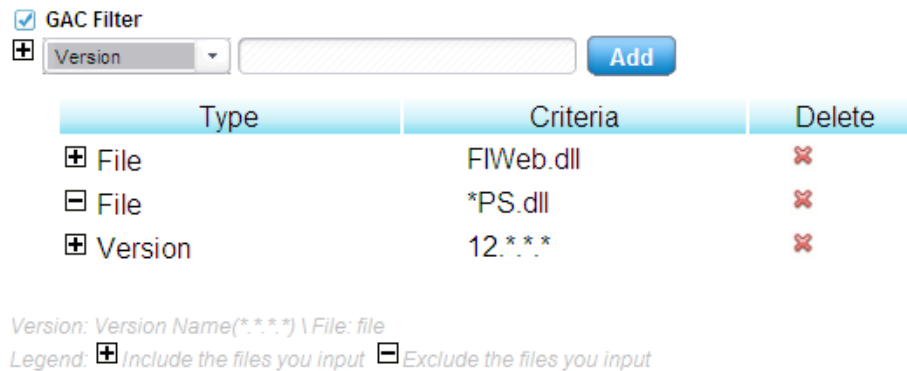 GAC Filter
Version Add
Type Criteria Delete
File FIWeb.dll
File *PS.dll
Version 12.*.*.*
Version: Version Name(*.*.*.*) \ File: file
Legend: Include the files you input Exclude the files you input